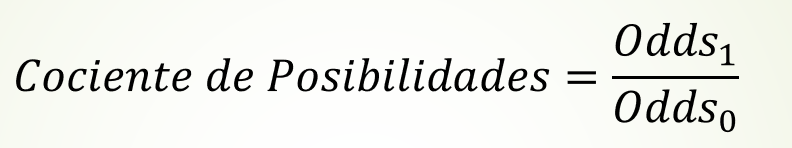 Cociente de Posibilidades = Odds₁ / Odds₀